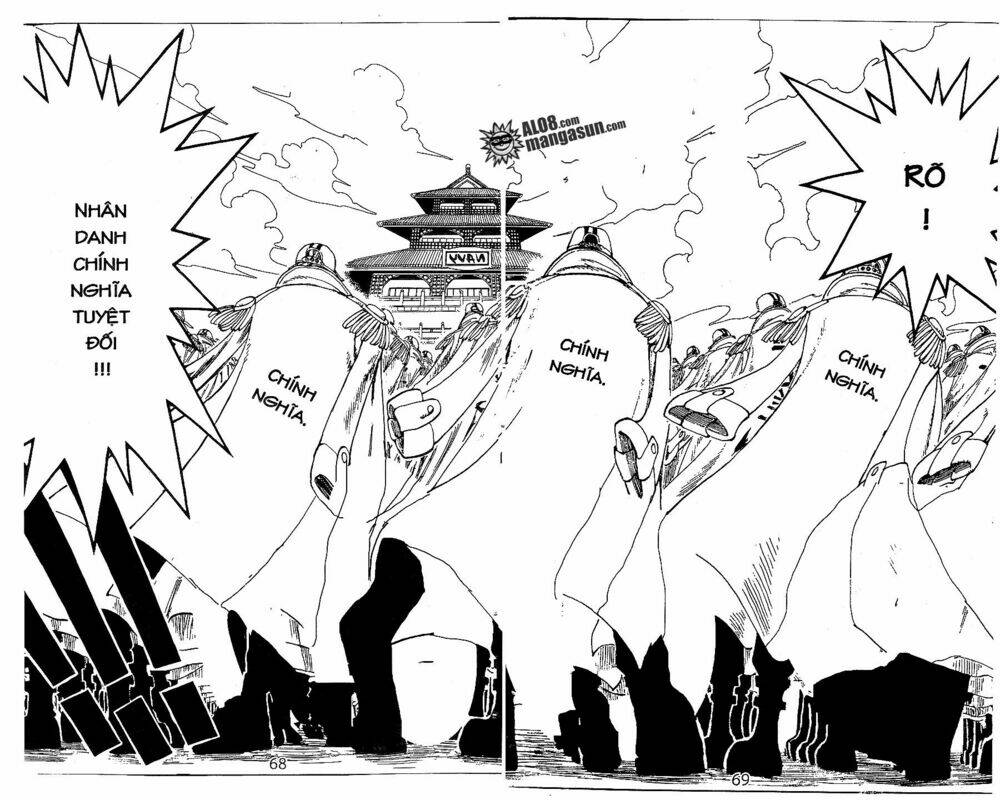 NHÂN
DANH
CHÍNH
NGHĨA
TUYỆT
ĐỐI
!!!
AL08.com
mangasun.com
RÕ
!
NAVY
CHÍNH
NGHĨA.
CHÍNH
NGHĨA.
CHÍNH
NGHĨA.
68
69